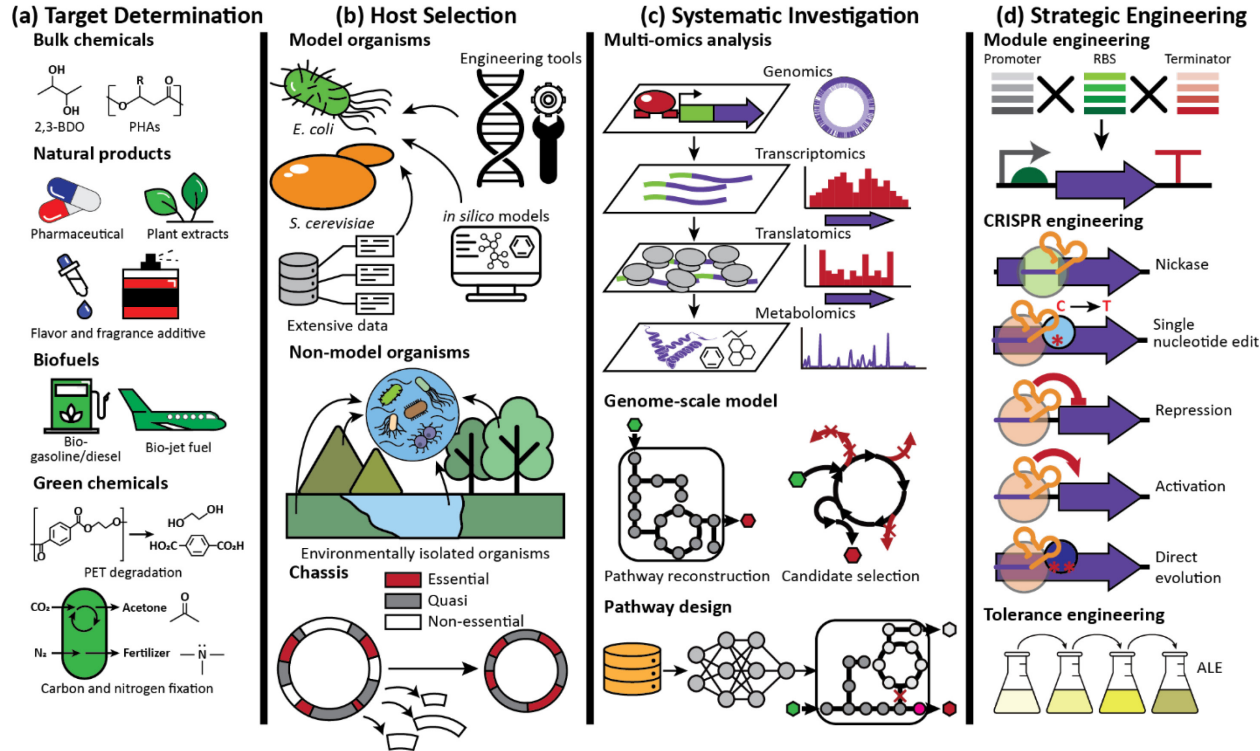 (a) Target Determination
Bulk chemicals
OH
OH
2,3-BDO
R
O
O
PHAs
Natural products
Pharmaceutical
Plant extracts
Flavor and fragrance additive
Biofuels
Bio-
gasoline/diesel
Bio-jet fuel
Green chemicals
O
O
O
O
HO
OH
HO₂C
CO₂H
PET degradation
CO₂
Acetone
O
N₂
Fertilizer
N
Carbon and nitrogen fixation
(b) Host Selection
Model organisms
Engineering tools
E. coli
S. cerevisiae
in silico models
Extensive data
Non-model organisms
Environmentally isolated organisms
Chassis
Essential
Quasi
Non-essential
(c) Systematic Investigation
Multi-omics analysis
Genomics
Transcriptomics
Translatomics
Metabolomics
Genome-scale model
Pathway reconstruction
Candidate selection
Pathway design
(d) Strategic Engineering
Module engineering
Promoter
RBS
Terminator
CRISPR engineering
Nickase
C
T
*
Single
nucleotide edit
Repression
Activation
**
Direct
evolution
Tolerance engineering
ALE